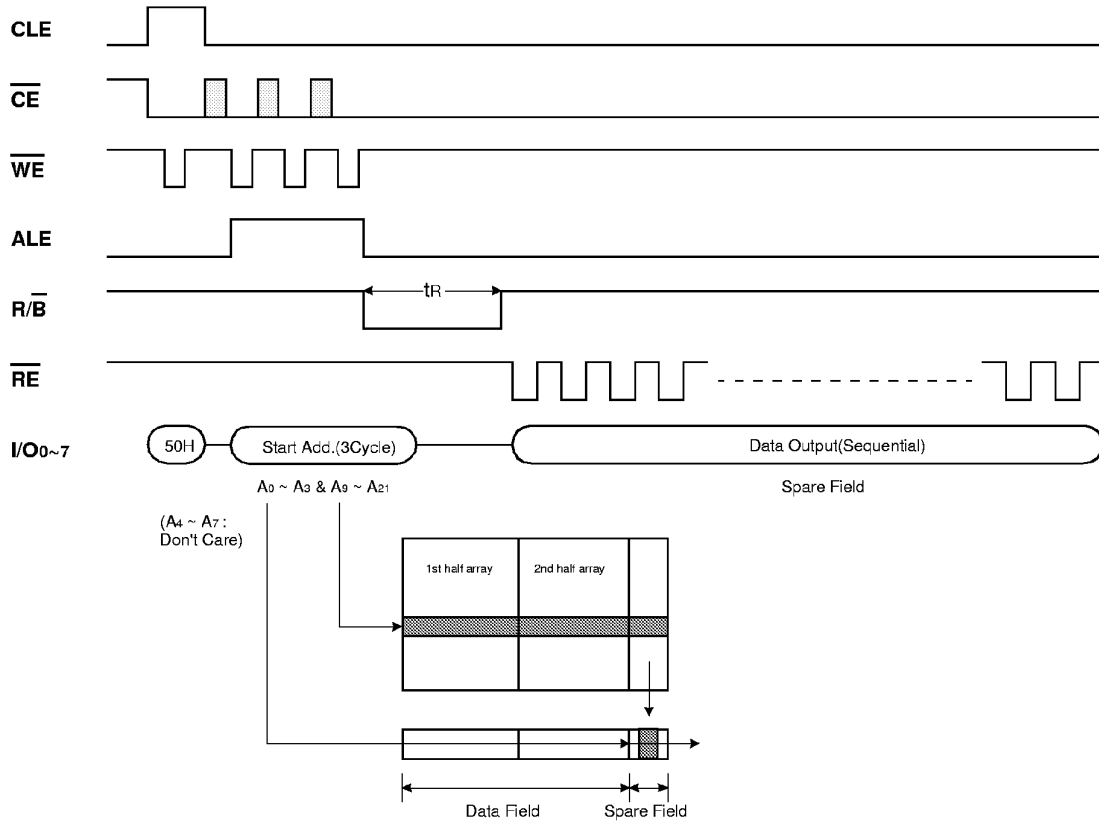 CLE
CE
WE
ALE
R/B
tR
RE
I/O0~7
50H
Start Add.(3Cycle)
Data Output(Sequential)
A0 ~ A3 & A9 ~ A21
Spare Field
(A4 ~ A7 :
Don't Care)
1st half array
2nd half array
Data Field
Spare Field